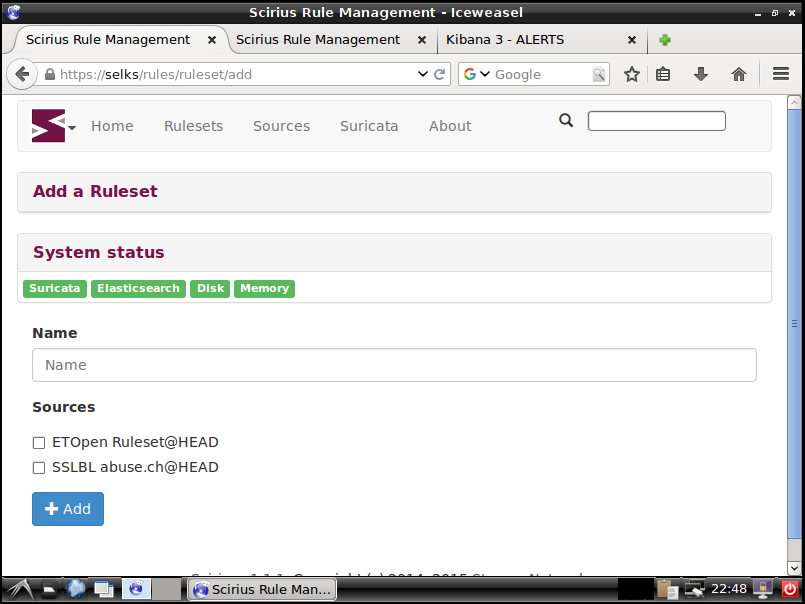 Scirius Rule Management - Iceweasel
Scirius Rule Management
Scirius Rule Management
Kibana 3 - ALERTS
https://selks/rules/ruleset/add
Google
Home Rulesets Sources Suricata About
Add a Ruleset
System status
Suricata Elasticsearch Disk Memory
Name
Name
Sources
ETOpen Ruleset@HEAD
SSLBL abuse.ch@HEAD
Add
Scirius Rule Man...
22:48